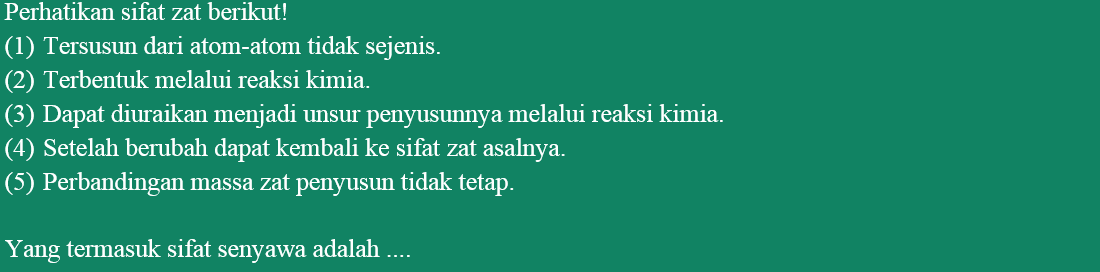 Perhatikan sifat zat berikut!
(1) Tersusun dari atom-atom tidak sejenis.
(2) Terbentuk melalui reaksi kimia.
(3) Dapat diuraikan menjadi unsur penyusunnya melalui reaksi kimia.
(4) Setelah berubah dapat kembali ke sifat zat asalnya.
(5) Perbandingan massa zat penyusun tidak tetap.
Yang termasuk sifat senyawa adalah ....